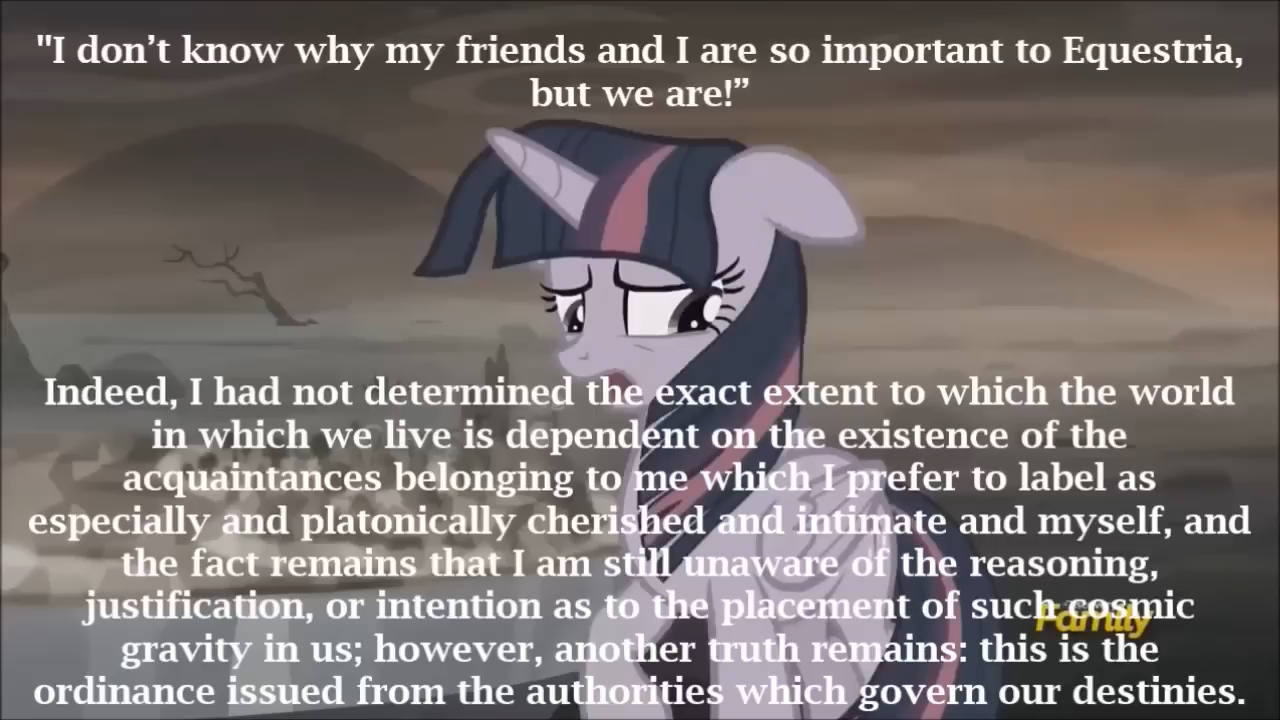 "I don’t know why my friends and I are so important to Equestria,
but we are!”
Indeed, I had not determined the exact extent to which the world
in which we live is dependent on the existence of the
acquaintances belonging to me which I prefer to label as
especially and platonically cherished and intimate and myself, and
the fact remains that I am still unaware of the reasoning,
justification, or intention as to the placement of such cosmic
Family
gravity in us; however, another truth remains: this is the
ordinance issued from the authorities which govern our destinies.